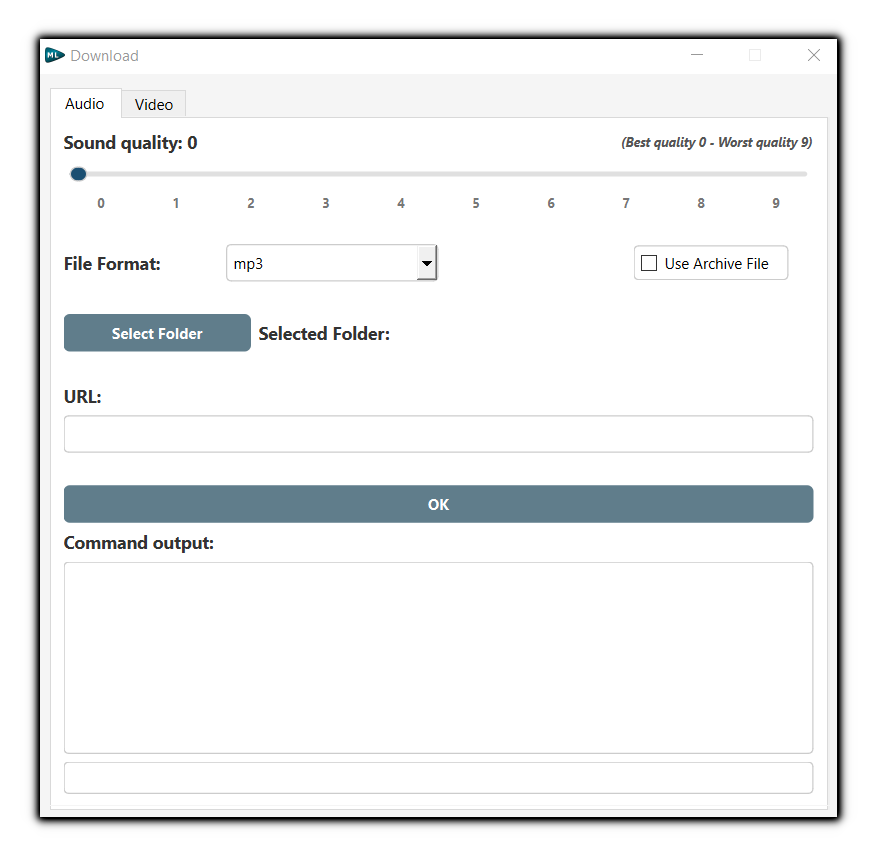 ML Download
Audio Video
Sound quality: 0 (Best quality 0 - Worst quality 9)
0 1 2 3 4 5 6 7 8 9
File Format: mp3 Use Archive File
Select Folder Selected Folder:
URL:
OK
Command output: